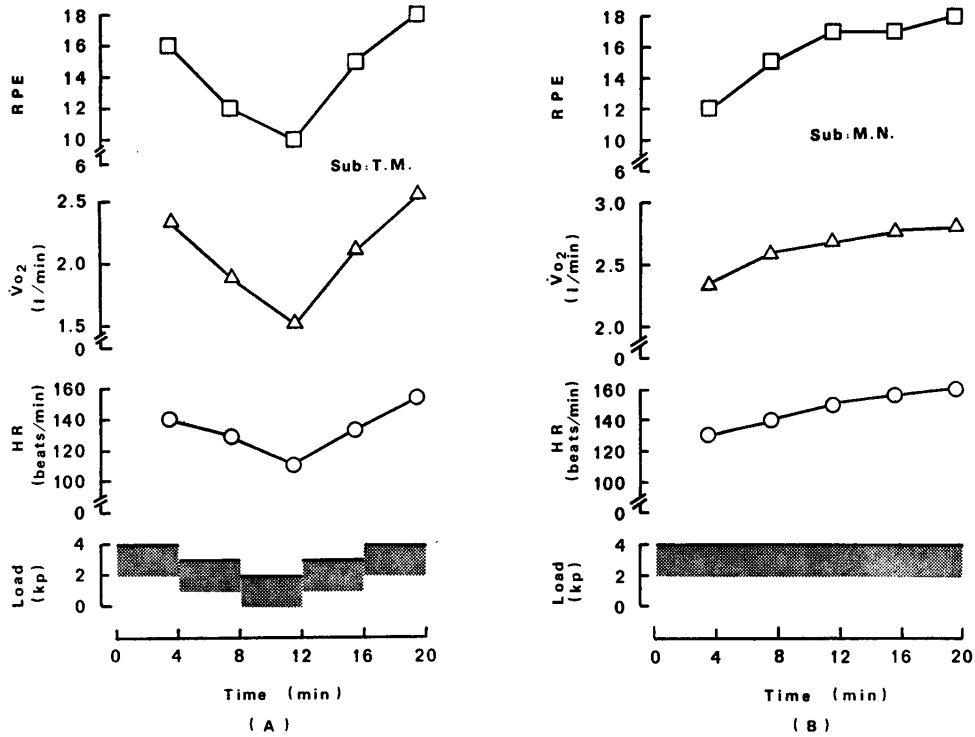 18
16
14
12
10
6
RPE
Sub:T.M.
2.5
2.0
1.5
0
V̇o₂
(l/min)
160
140
120
100
0
HR
(beats/min)
4
2
0
Load
(kp)
0 4 8 12 16 20
Time (min)
(A)
18
16
14
12
10
6
RPE
Sub:M.N.
3.0
2.5
2.0
0
V̇o₂
(l/min)
160
140
120
100
0
HR
(beats/min)
4
2
0
Load
(kp)
0 4 8 12 16 20
Time (min)
(B)